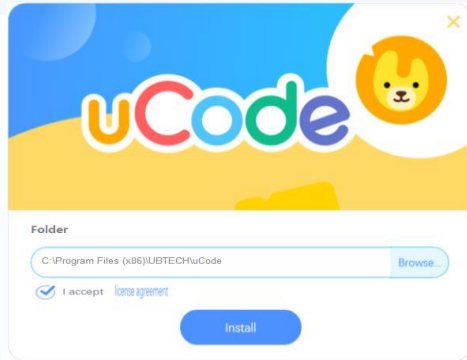 uCode
Folder
C:\Program Files (x86)\UBTECH\uCode
Browse...
I accept license agreement
Install